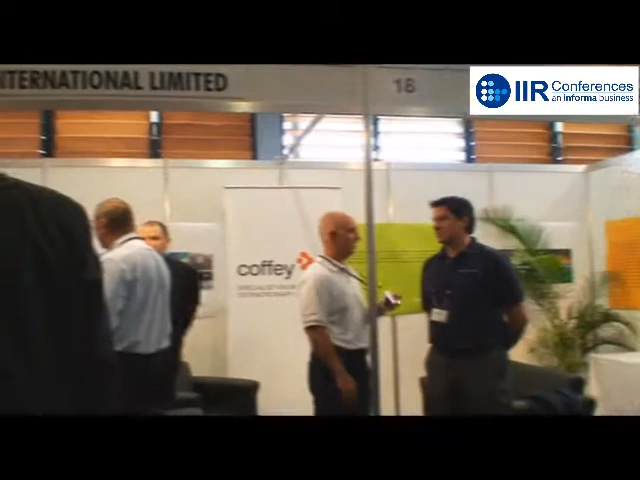 INTERNATIONAL LIMITED
18
IIR Conferences
an informa business
coffey